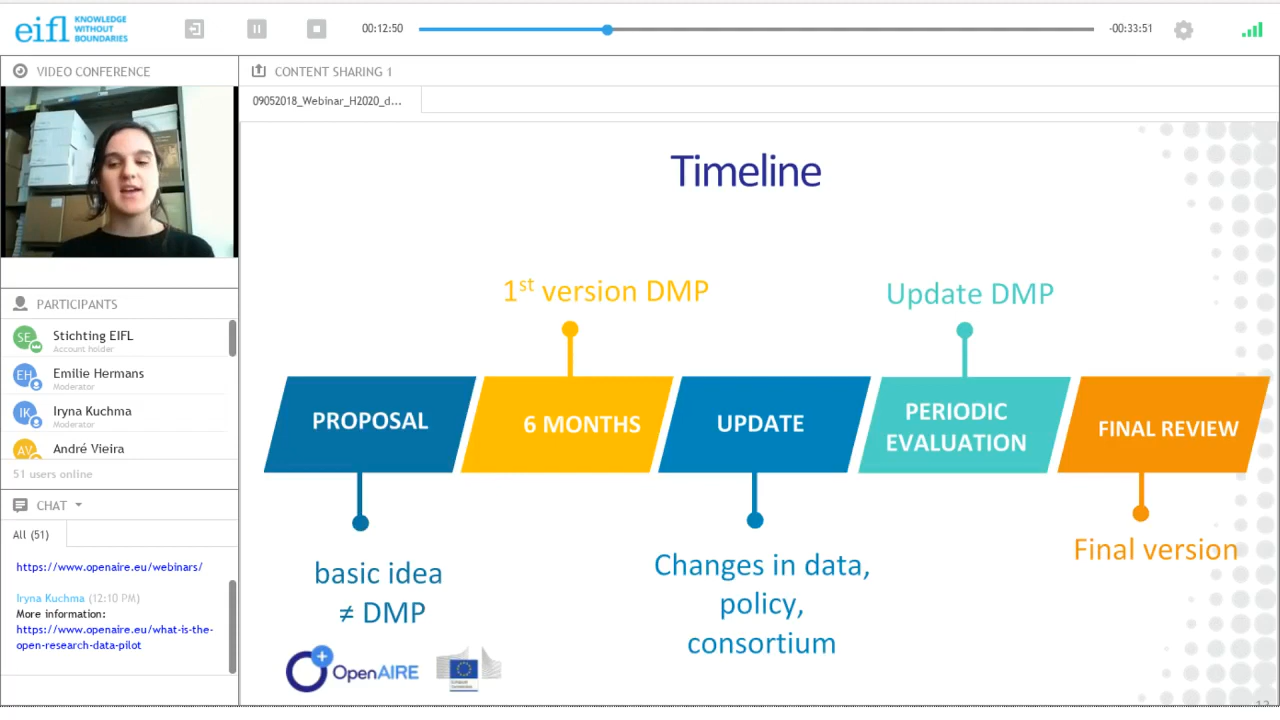 eifl KNOWLEDGE
WITHOUT
BOUNDARIES
00:12:50
-00:33:51
VIDEO CONFERENCE
CONTENT SHARING 1
09052018_Webinar_H2020_d...
PARTICIPANTS
SE Stichting EIFL
Account holder
EH Emilie Hermans
Moderator
IK Iryna Kuchma
Moderator
AV André Vieira
51 users online
CHAT
All (51)
https://www.openaire.eu/webinars/
Iryna Kuchma (12:10 PM)
More information:
https://www.openaire.eu/what-is-the-
open-research-data-pilot
Timeline
1st version DMP
Update DMP
PROPOSAL
6 MONTHS
UPDATE
PERIODIC
EVALUATION
FINAL REVIEW
basic idea
≠ DMP
Changes in data,
policy,
consortium
Final version
OpenAIRE